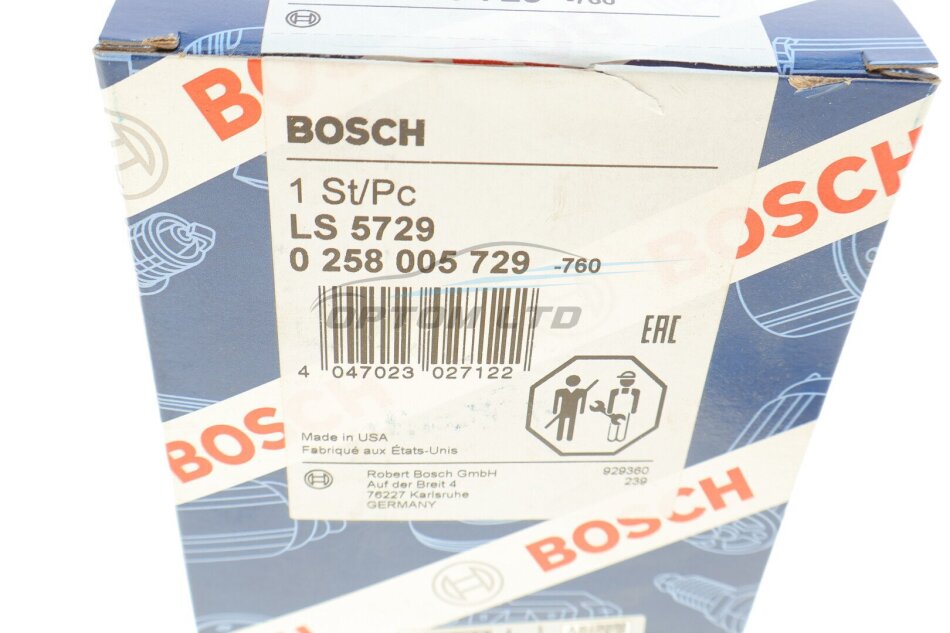 BOSCH
BOSCH
1 St/Pc
LS 5729
0 258 005 729 -760
OPTOM LTD
4 047023 027122
EAC
Made in USA
Fabriqué aux États-Unis
Robert Bosch GmbH
Auf der Breit 4
76227 Karlsruhe
GERMANY
929360
239
BOSCH
BOSCH
BOSCH